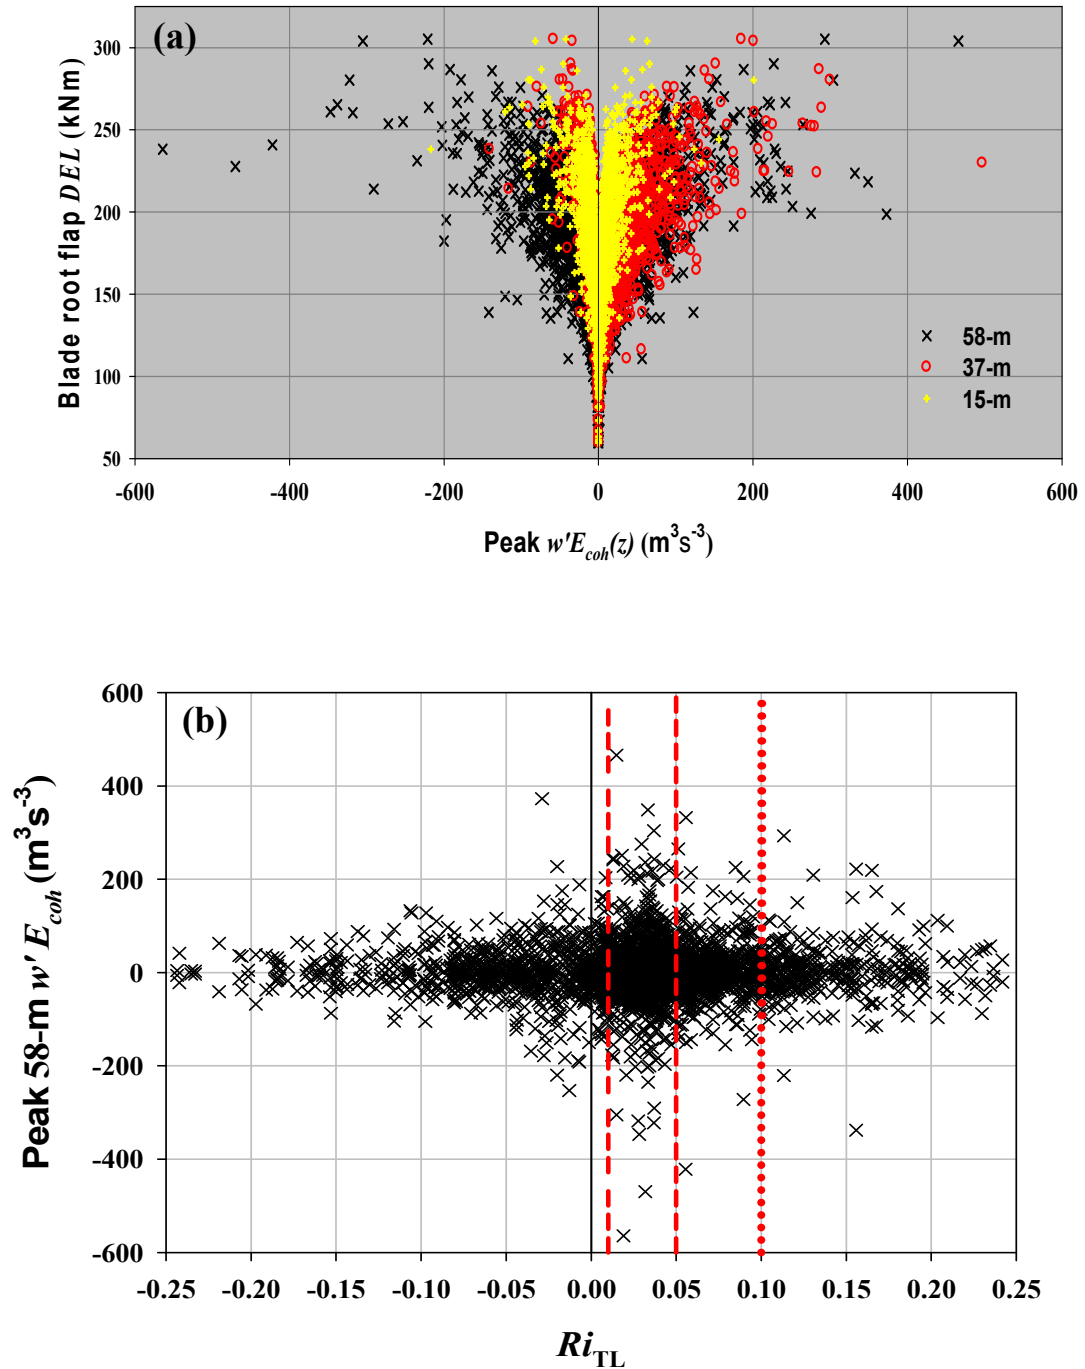 (a)
Blade root flap DEL (kNm)
300
250
200
150
100
50
× 58-m
o 37-m
+ 15-m
-600 -400 -200 0 200 400 600
Peak w'E_coh(z) (m³s⁻³)
(b)
Peak 58-m w' E_coh (m³s⁻³)
600
400
200
0
-200
-400
-600
-0.25 -0.20 -0.15 -0.10 -0.05 0.00 0.05 0.10 0.15 0.20 0.25
Ri_TL